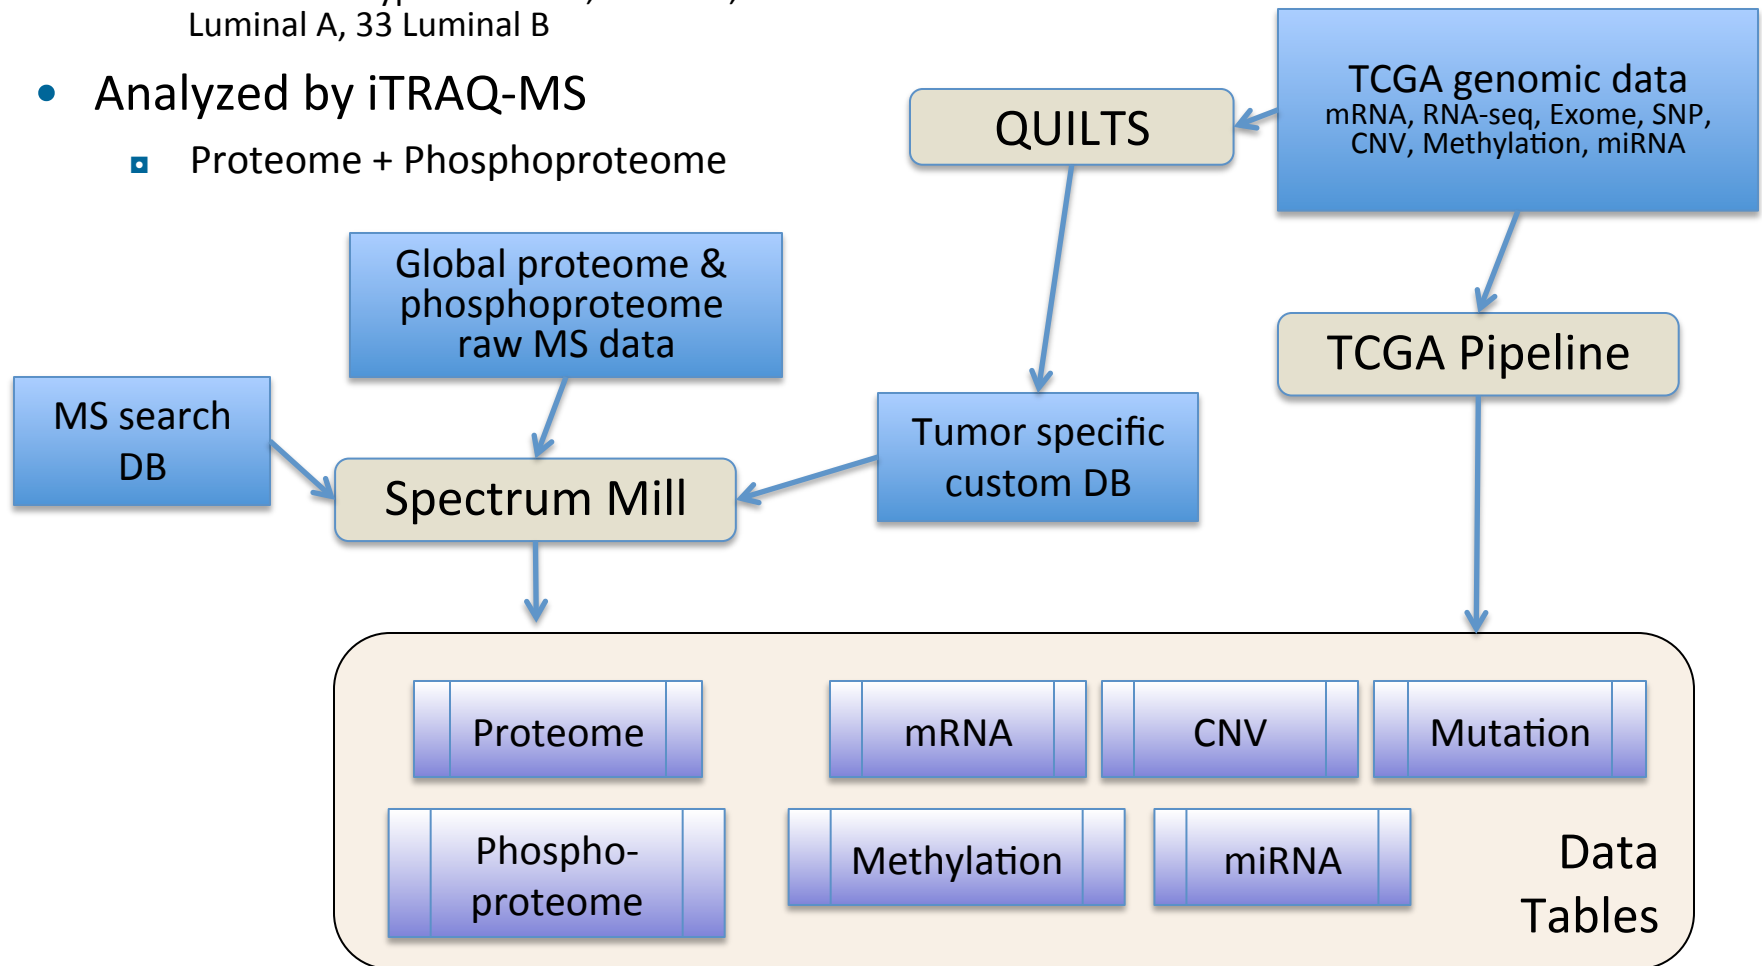 Luminal A, 33 Luminal B
• Analyzed by iTRAQ-MS
Proteome + Phosphoproteome
QUILTS
TCGA genomic data
mRNA, RNA-seq, Exome, SNP,
CNV, Methylation, miRNA
Global proteome &
phosphoproteome
raw MS data
TCGA Pipeline
MS search
DB
Tumor specific
custom DB
Spectrum Mill
Proteome
mRNA
CNV
Mutation
Phospho-
proteome
Methylation
miRNA
Data
Tables